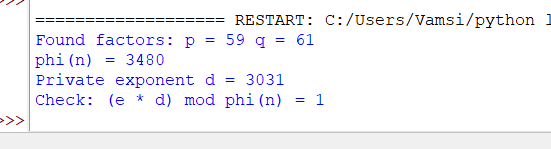 >>>
=================== RESTART: C:/Users/Vamsi/python
Found factors: p = 59 q = 61
phi(n) = 3480
Private exponent d = 3031
Check: (e * d) mod phi(n) = 1
>>>